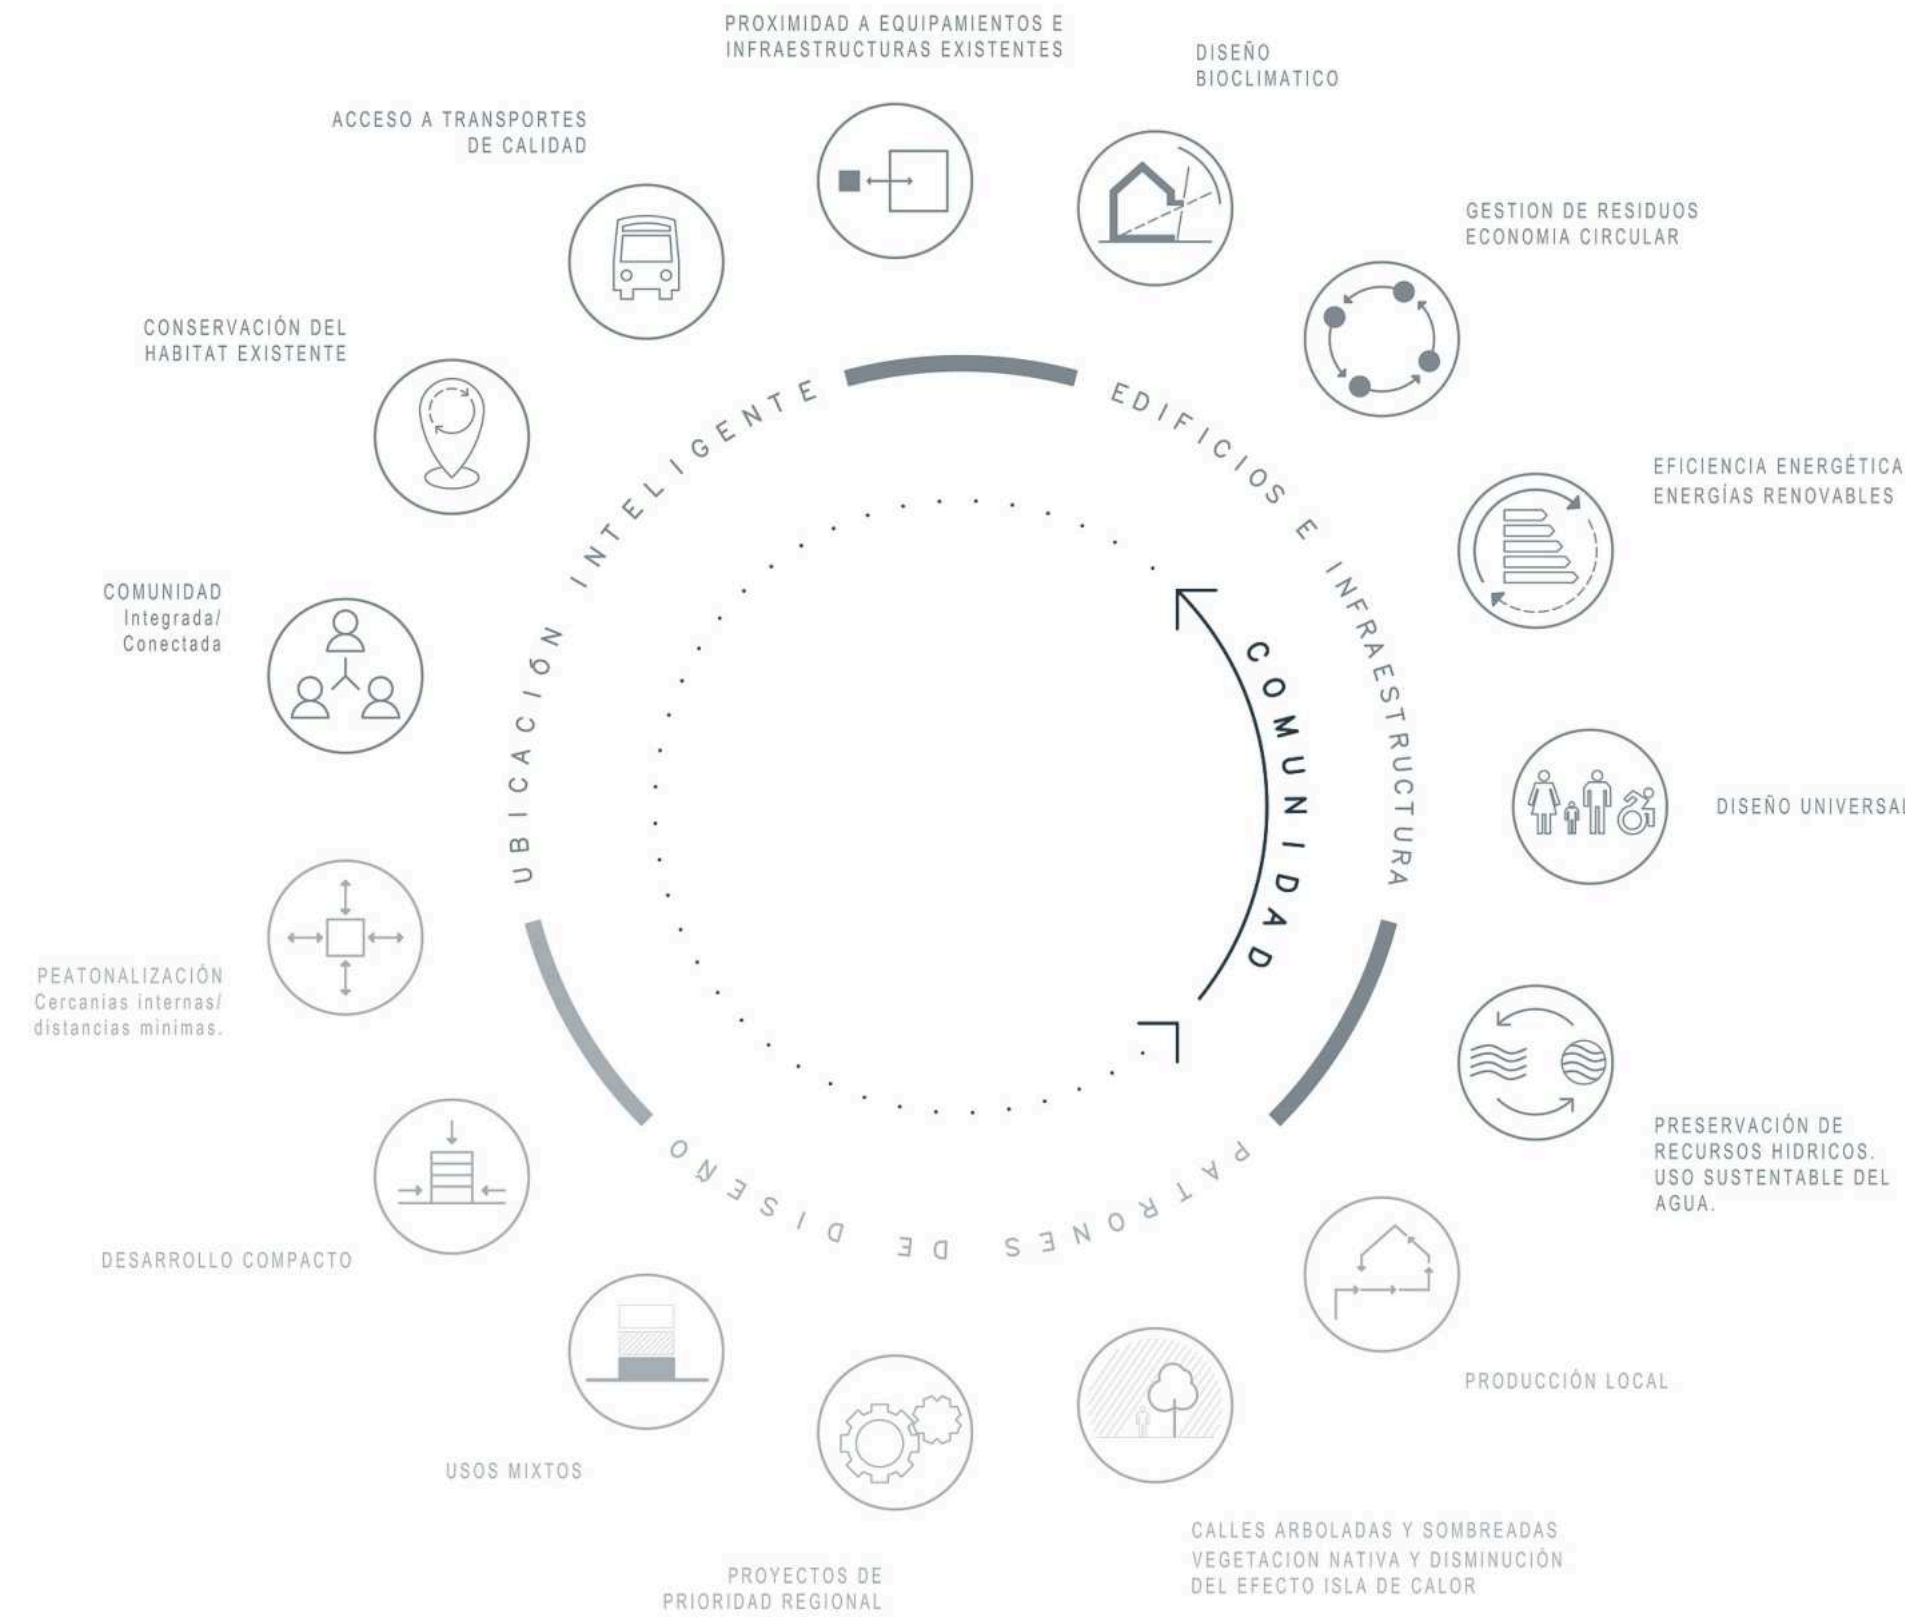 PROXIMIDAD A EQUIPAMIENTOS E
INFRAESTRUCTURAS EXISTENTES
DISEÑO
BIOCLIMATICO
GESTION DE RESIDUOS
ECONOMIA CIRCULAR
EFICIENCIA ENERGÉTICA
ENERGÍAS RENOVABLES
DISEÑO UNIVERSAL
PRESERVACIÓN DE
RECURSOS HIDRICOS.
USO SUSTENTABLE DEL
AGUA.
PRODUCCIÓN LOCAL
CALLES ARBOLADAS Y SOMBREADAS
VEGETACION NATIVA Y DISMINUCIÓN
DEL EFECTO ISLA DE CALOR
PROYECTOS DE
PRIORIDAD REGIONAL
USOS MIXTOS
DESARROLLO COMPACTO
PEATONALIZACIÓN
Cercanias internas/
distancias minimas.
COMUNIDAD
Integrada/
Conectada
CONSERVACIÓN DEL
HABITAT EXISTENTE
ACCESO A TRANSPORTES
DE CALIDAD
UBICACIÓN INTELIGENTE
EDIFICIOS E INFRAESTRUCTURA
PATRONES DE DISEÑO
COMUNIDAD